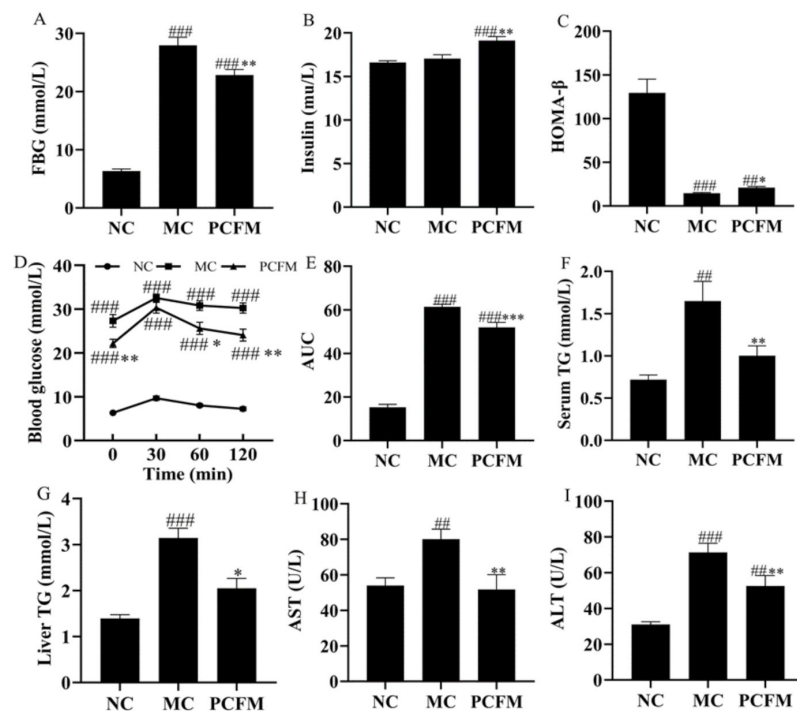 A
FBG (mmol/L)
30
20
10
0
###
### **
NC MC PCFM
B
Insulin (mu/L)
20
15
10
5
0
### **
NC MC PCFM
C
HOMA-β
200
150
100
50
0
###
## *
NC MC PCFM
D
NC MC PCFM
Blood glucose (mmol/L)
40
30
20
10
0
### ### ### ###
### ** ### ### * ### **
0 30 60 120
Time (min)
E
AUC
80
60
40
20
0
###
### ***
NC MC PCFM
F
Serum TG (mmol/L)
2.0
1.5
1.0
0.5
0.0
##
**
NC MC PCFM
G
Liver TG (mmol/L)
4
3
2
1
0
###
*
NC MC PCFM
H
AST (U/L)
100
80
60
40
20
0
##
**
NC MC PCFM
I
ALT (U/L)
100
80
60
40
20
0
###
## **
NC MC PCFM